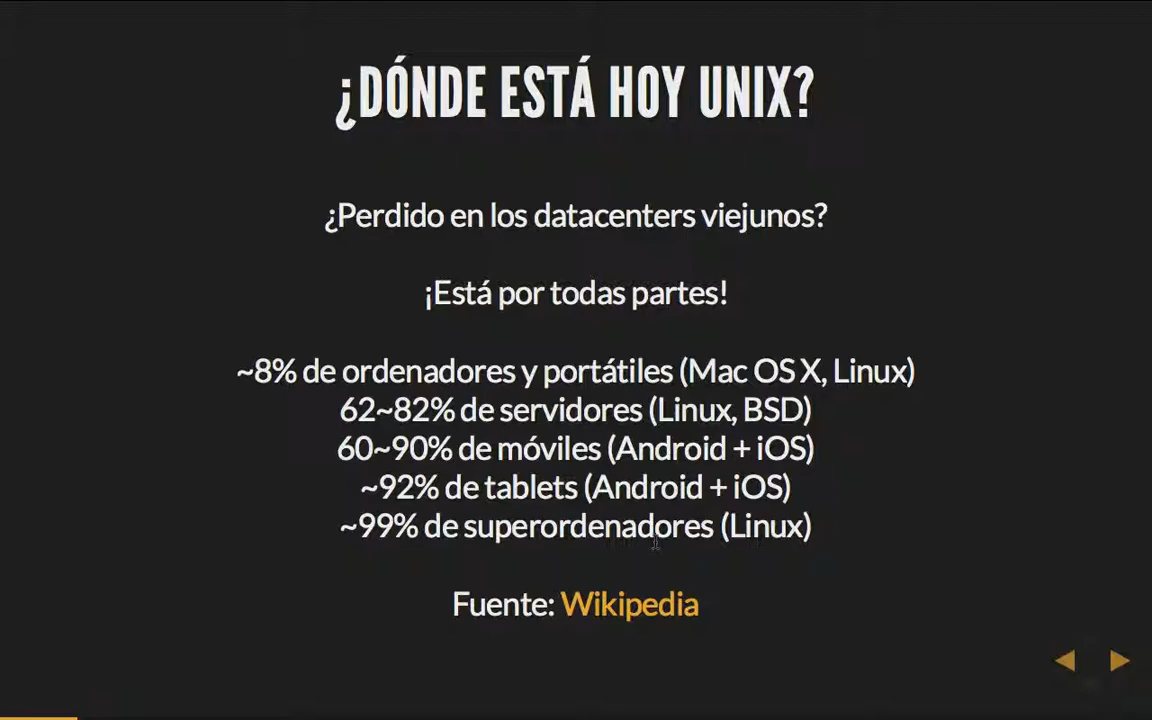 ¿DÓNDE ESTÁ HOY UNIX?
¿Perdido en los datacenters viejunos?
¡Está por todas partes!
~8% de ordenadores y portátiles (Mac OS X, Linux)
62~82% de servidores (Linux, BSD)
60~90% de móviles (Android + iOS)
~92% de tablets (Android + iOS)
~99% de superordenadores (Linux)
Fuente: Wikipedia